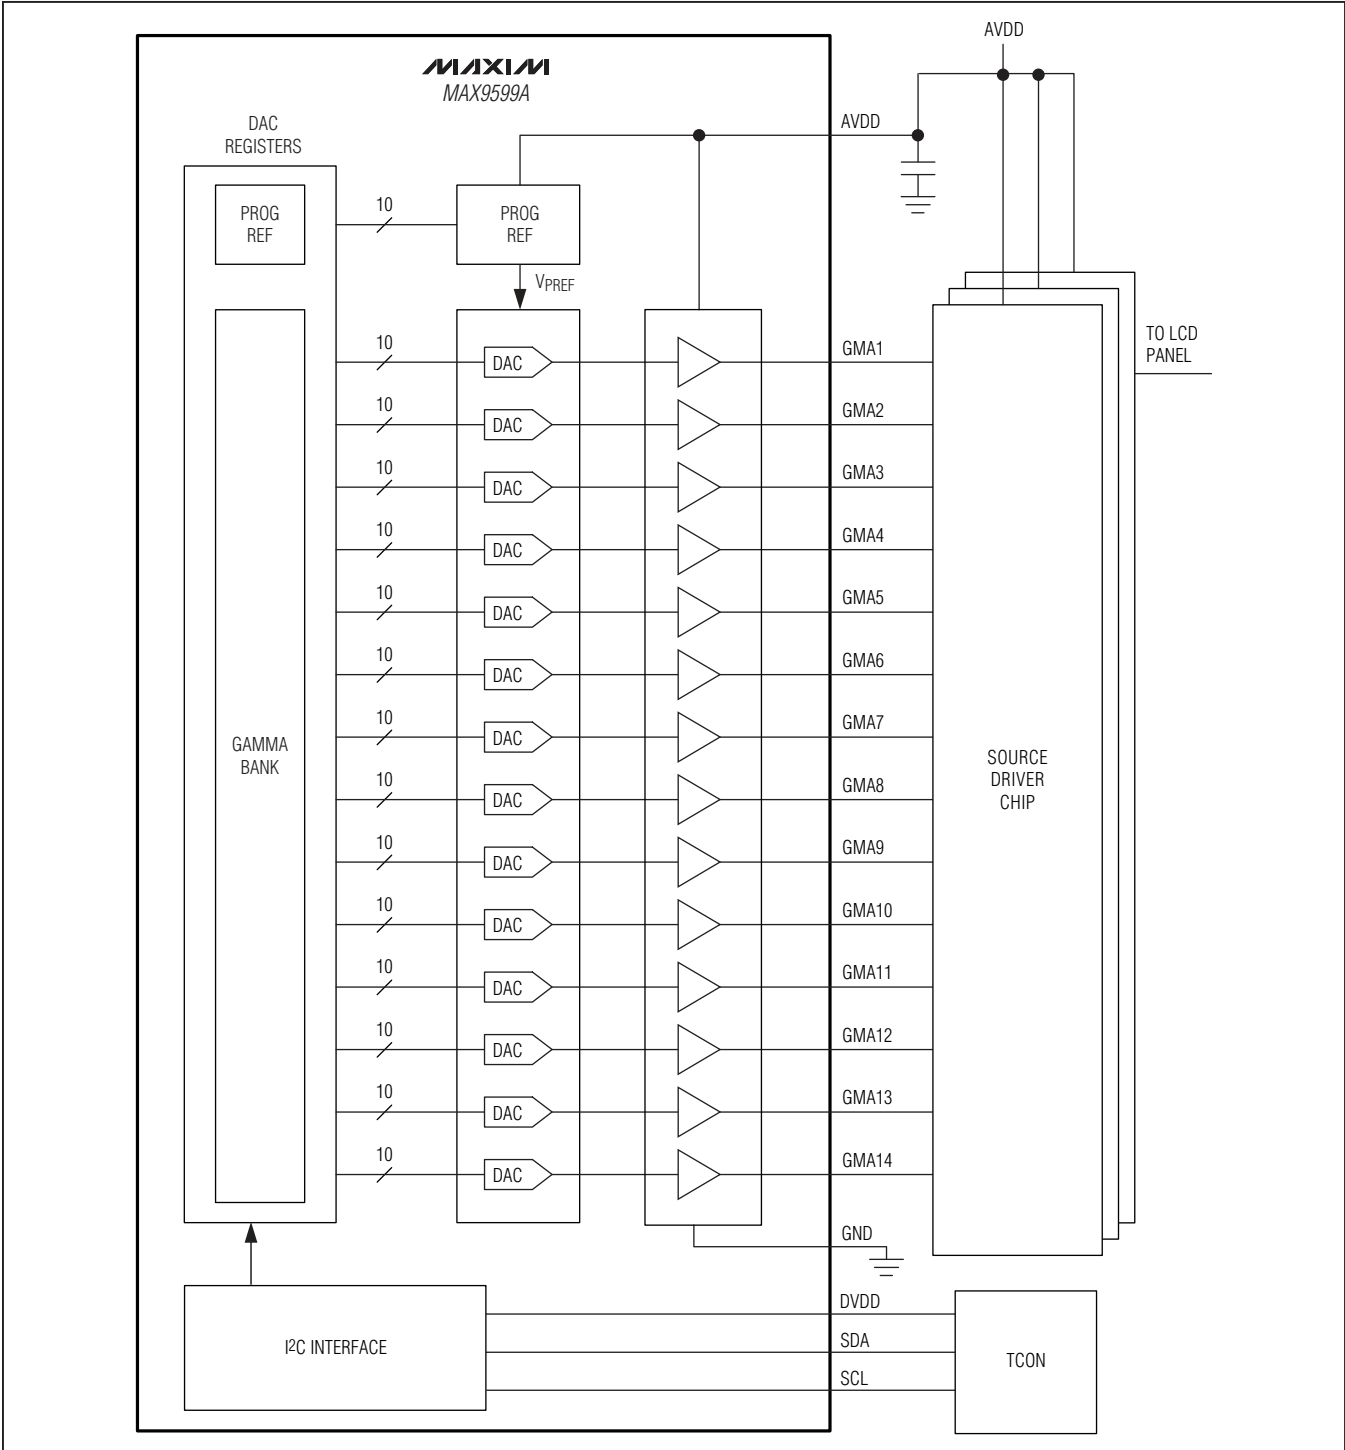 AVDD
MAXIM
MAX9599A
AVDD
DAC
REGISTERS
PROG
REF
10
PROG
REF
VPREF
10
DAC
GMA1
TO LCD
PANEL
10
DAC
GMA2
10
DAC
GMA3
10
DAC
GMA4
10
DAC
GMA5
10
DAC
GMA6
10
DAC
GMA7
GAMMA
BANK
SOURCE
DRIVER
CHIP
10
DAC
GMA8
10
DAC
GMA9
10
DAC
GMA10
10
DAC
GMA11
10
DAC
GMA12
10
DAC
GMA13
10
DAC
GMA14
GND
I2C INTERFACE
DVDD
SDA
SCL
TCON